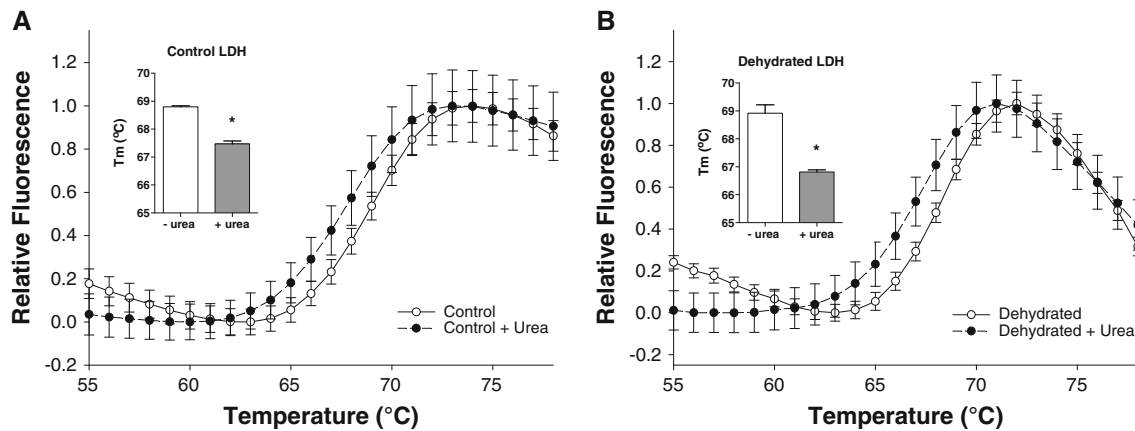 A
Relative Fluorescence
1.2
1.0
0.8
0.6
0.4
0.2
0.0
-0.2
55
60
65
70
75
Temperature (°C)
Control LDH
Tm (ºC)
70
69
68
67
66
65
*
- urea
+ urea
Control
Control + Urea
B
Relative Fluorescence
1.2
1.0
0.8
0.6
0.4
0.2
0.0
-0.2
55
60
65
70
75
Temperature (°C)
Dehydrated LDH
Tm (ºC)
70
69
68
67
66
65
*
- urea
+ urea
Dehydrated
Dehydrated + Urea